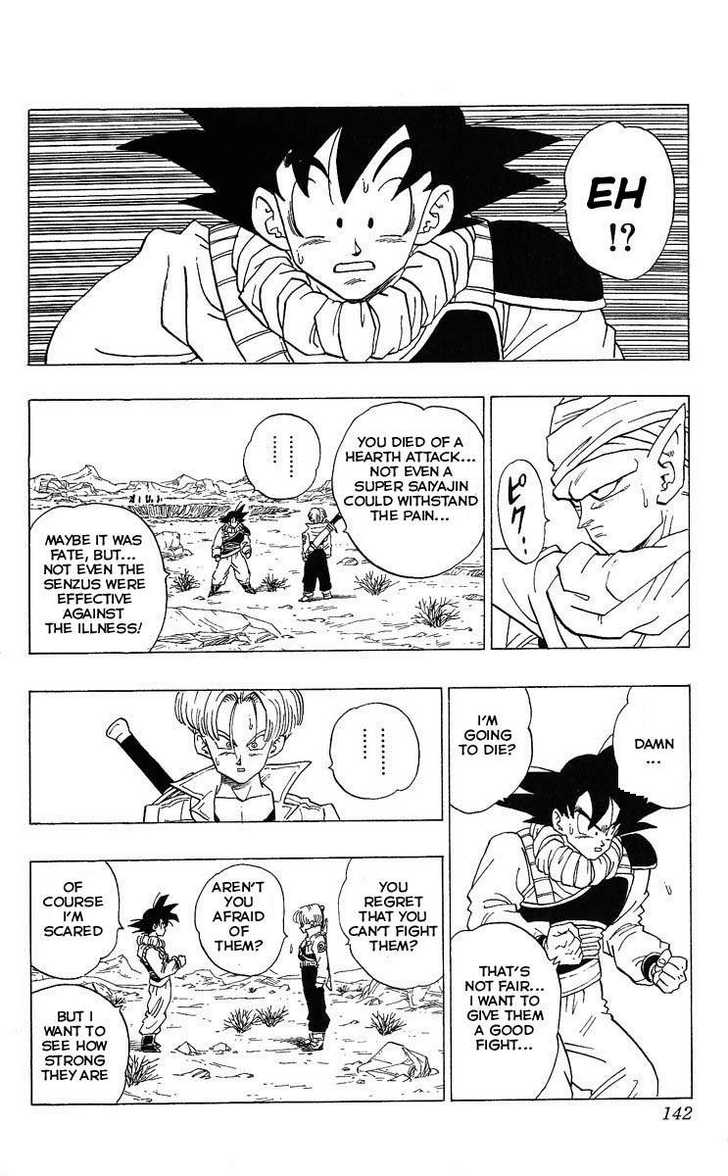 EH
!?
ピク!
YOU DIED OF A
HEARTH ATTACK...
NOT EVEN A
SUPER SAIYAJIN
COULD WITHSTAND
THE PAIN...
MAYBE IT WAS
FATE, BUT...
NOT EVEN THE
SENZUS WERE
EFFECTIVE
AGAINST
THE ILLNESS!
DAMN
...
I'M
GOING
TO DIE?
THAT'S
NOT FAIR...
I WANT TO
GIVE THEM
A GOOD
FIGHT...
YOU
REGRET
THAT YOU
CAN'T FIGHT
THEM?
AREN'T
YOU
AFRAID
OF
THEM?
OF
COURSE
I'M
SCARED
BUT I
WANT TO
SEE HOW
STRONG
THEY ARE
142